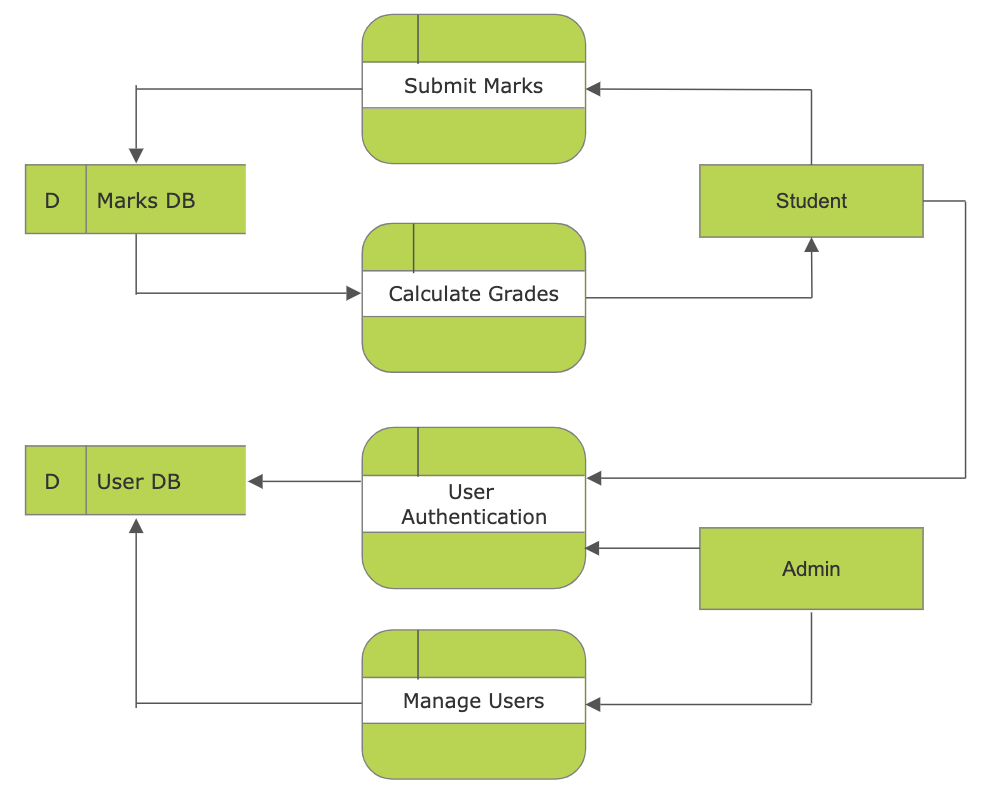 Submit Marks
D Marks DB
Student
Calculate Grades
D User DB
User
Authentication
Admin
Manage Users